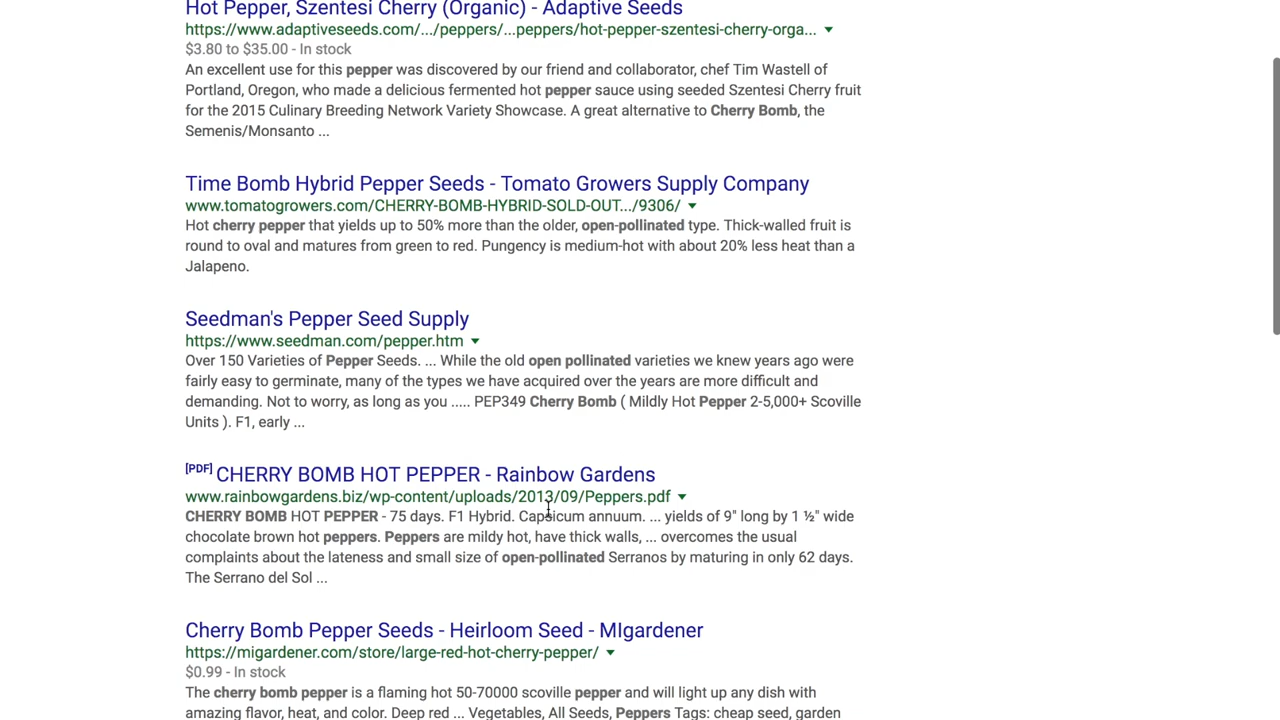 Hot Pepper, Szentesi Cherry (Organic) - Adaptive Seeds
https://www.adaptiveseeds.com/.../peppers/...peppers/hot-pepper-szentesi-cherry-orga...
$3.80 to $35.00 - In stock
An excellent use for this pepper was discovered by our friend and collaborator, chef Tim Wastell of
Portland, Oregon, who made a delicious fermented hot pepper sauce using seeded Szentesi Cherry fruit
for the 2015 Culinary Breeding Network Variety Showcase. A great alternative to Cherry Bomb, the
Semenis/Monsanto ...
Time Bomb Hybrid Pepper Seeds - Tomato Growers Supply Company
www.tomatogrowers.com/CHERRY-BOMB-HYBRID-SOLD-OUT.../9306/
Hot cherry pepper that yields up to 50% more than the older, open-pollinated type. Thick-walled fruit is
round to oval and matures from green to red. Pungency is medium-hot with about 20% less heat than a
Jalapeno.
Seedman's Pepper Seed Supply
https://www.seedman.com/pepper.htm
Over 150 Varieties of Pepper Seeds. ... While the old open pollinated varieties we knew years ago were
fairly easy to germinate, many of the types we have acquired over the years are more difficult and
demanding. Not to worry, as long as you ..... PEP349 Cherry Bomb ( Mildly Hot Pepper 2-5,000+ Scoville
Units ). F1, early ...
[PDF] CHERRY BOMB HOT PEPPER - Rainbow Gardens
www.rainbowgardens.biz/wp-content/uploads/2013/09/Peppers.pdf
CHERRY BOMB HOT PEPPER - 75 days. F1 Hybrid. Capsicum annuum. ... yields of 9" long by 1 ½" wide
chocolate brown hot peppers. Peppers are mildy hot, have thick walls, ... overcomes the usual
complaints about the lateness and small size of open-pollinated Serranos by maturing in only 62 days.
The Serrano del Sol ...
Cherry Bomb Pepper Seeds - Heirloom Seed - MIgardener
https://migardener.com/store/large-red-hot-cherry-pepper/
$0.99 - In stock
The cherry bomb pepper is a flaming hot 50-70000 scoville pepper and will light up any dish with
amazing flavor, heat, and color. Deep red ... Vegetables, All Seeds, Peppers Tags: cheap seed, garden